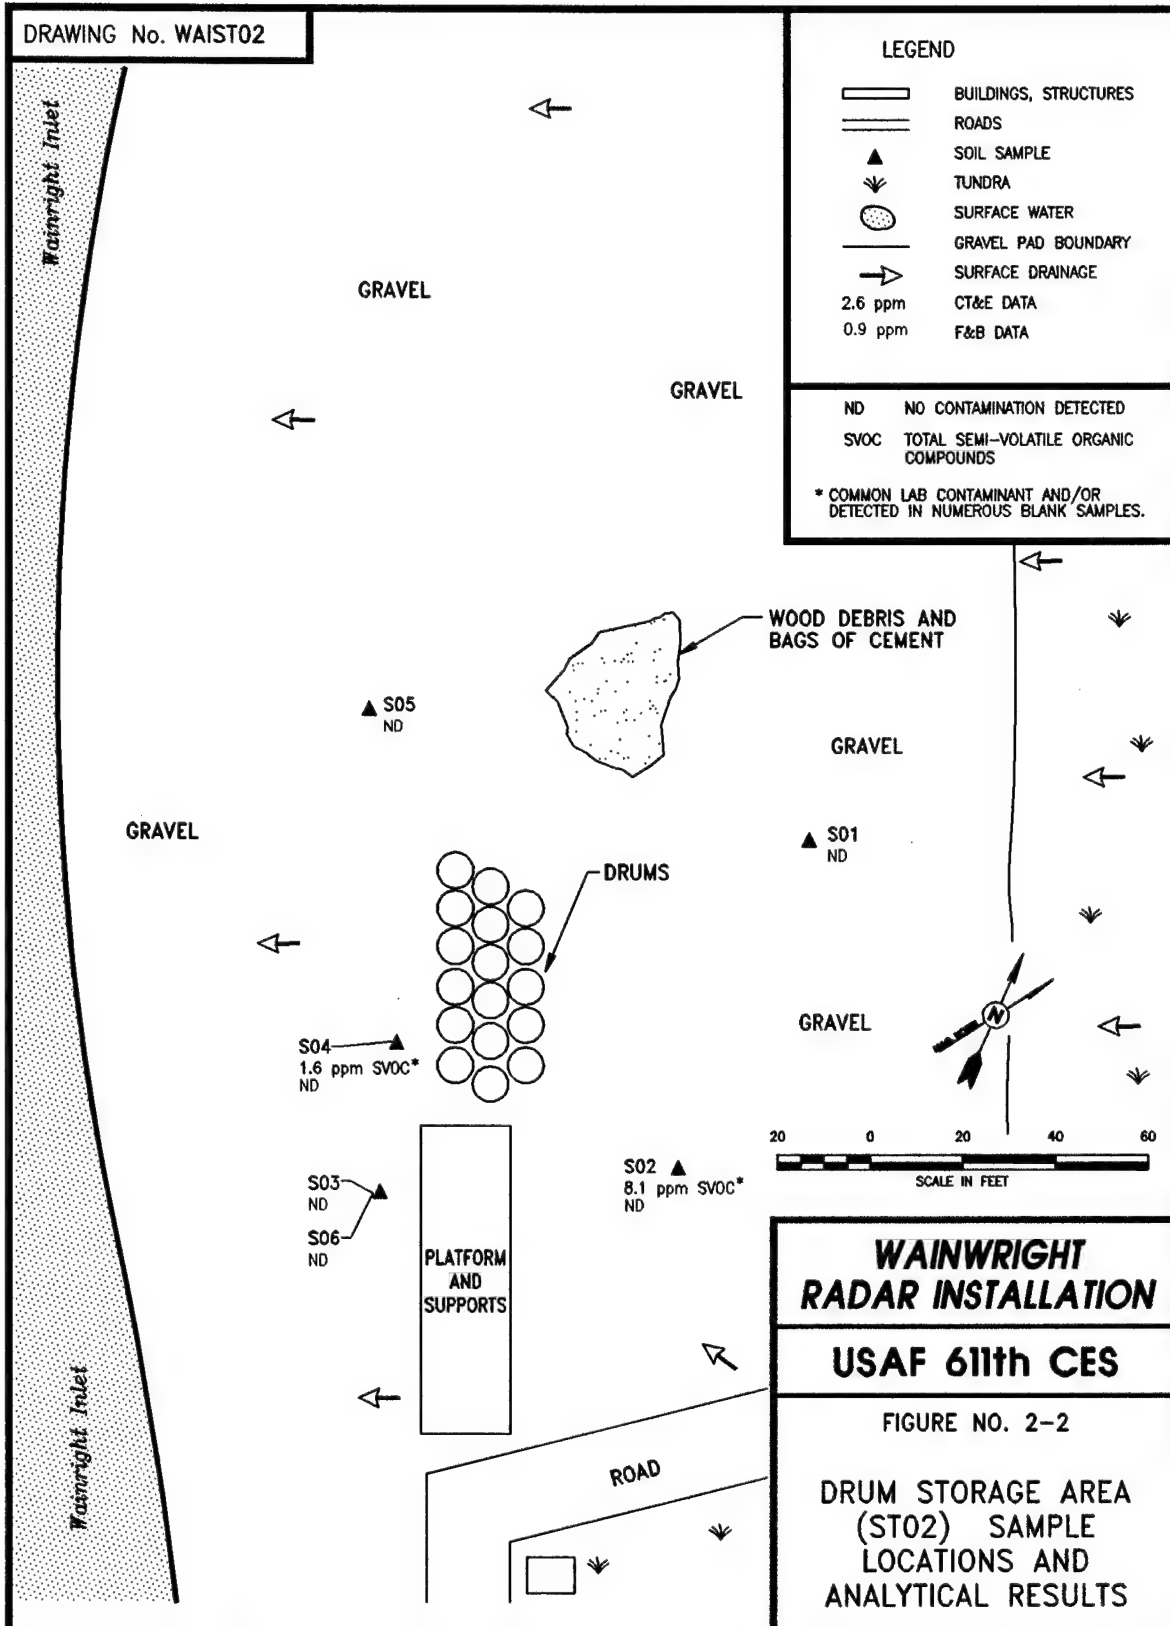 DRAWING No. WAIST02
LEGEND
BUILDINGS, STRUCTURES
ROADS
SOIL SAMPLE
TUNDRA
SURFACE WATER
GRAVEL PAD BOUNDARY
SURFACE DRAINAGE
2.6 ppm CT&E DATA
0.9 ppm F&B DATA
ND NO CONTAMINATION DETECTED
SVOC TOTAL SEMI-VOLATILE ORGANIC
COMPOUNDS
* COMMON LAB CONTAMINANT AND/OR
DETECTED IN NUMEROUS BLANK SAMPLES.
Wainright Inlet
GRAVEL
GRAVEL
WOOD DEBRIS AND
BAGS OF CEMENT
S05
ND
GRAVEL
GRAVEL
S01
ND
DRUMS
GRAVEL
N
S04
1.6 ppm SVOC*
ND
20 0 20 40 60
SCALE IN FEET
S02
8.1 ppm SVOC*
ND
S03
ND
S06
ND
PLATFORM
AND
SUPPORTS
Wainright Inlet
ROAD
WAINWRIGHT
RADAR INSTALLATION
USAF 611th CES
FIGURE NO. 2-2
DRUM STORAGE AREA
(ST02) SAMPLE
LOCATIONS AND
ANALYTICAL RESULTS